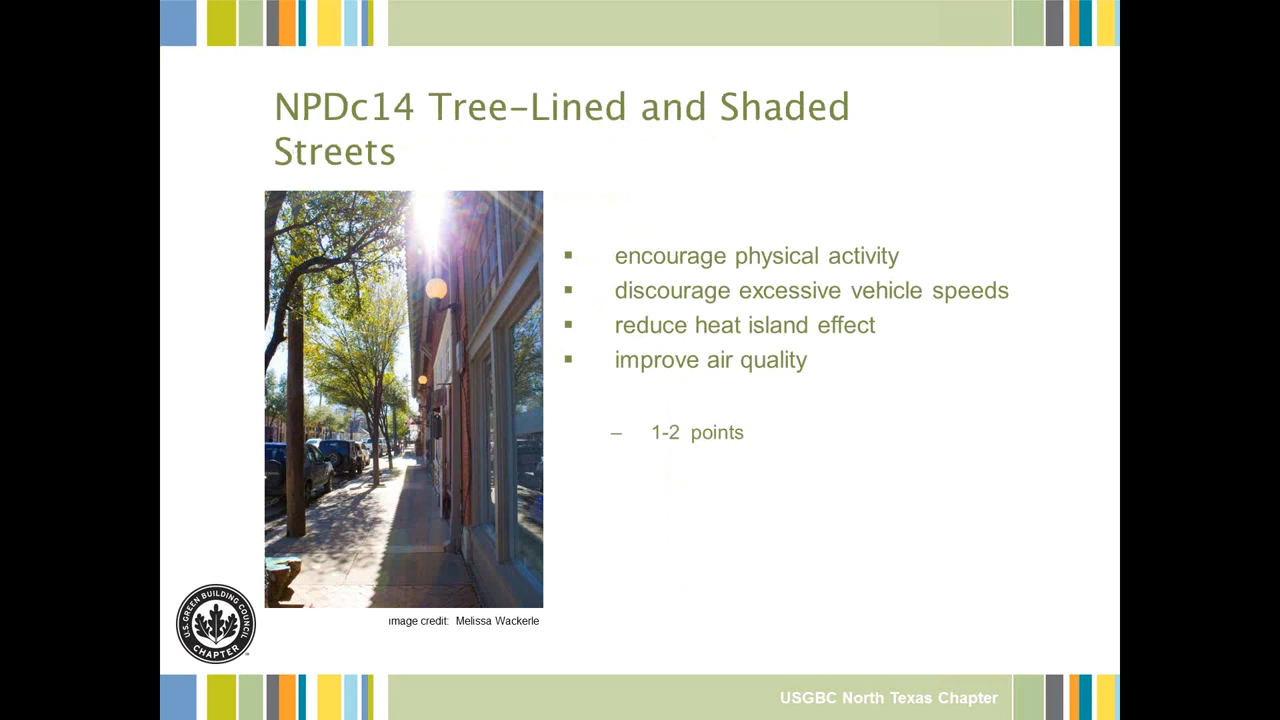 NPDc14 Tree-Lined and Shaded
Streets
▪ encourage physical activity
▪ discourage excessive vehicle speeds
▪ reduce heat island effect
▪ improve air quality
– 1-2 points
image credit: Melissa Wackerle
U.S. GREEN BUILDING COUNCIL
CHAPTER
USGBC North Texas Chapter